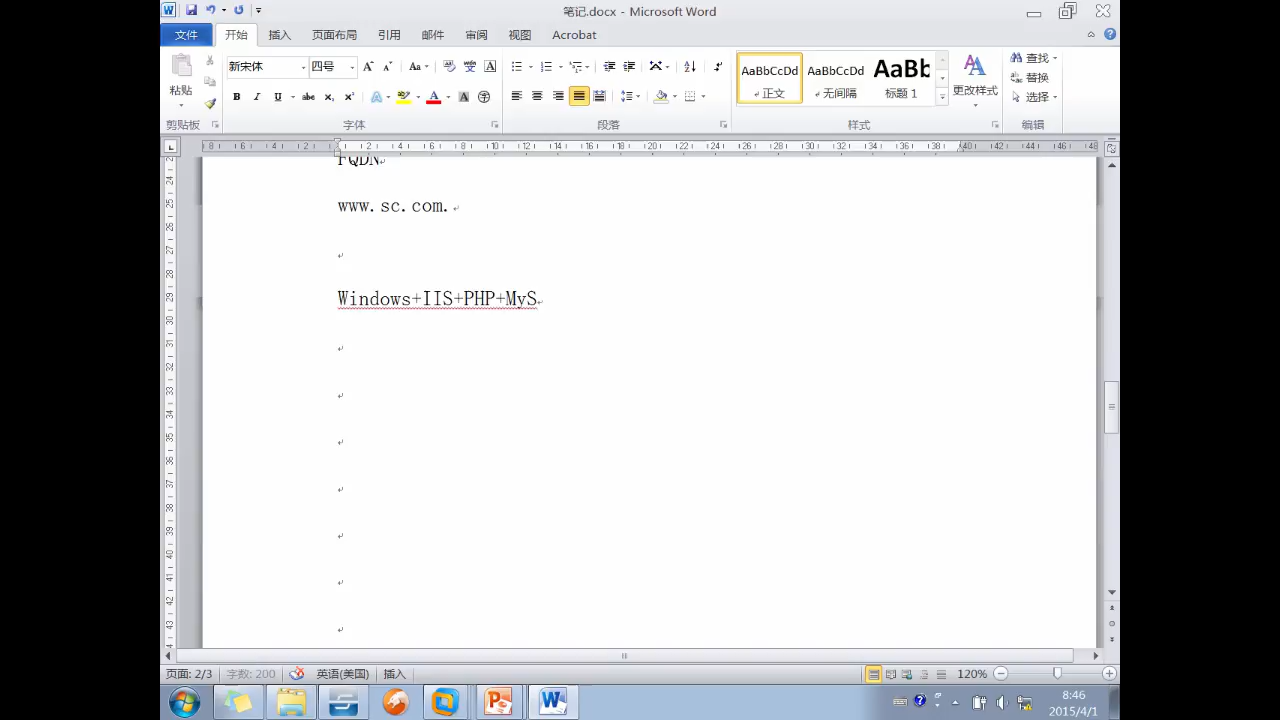 笔记.docx - Microsoft Word
文件 开始 插入 页面布局 引用 邮件 审阅 视图 Acrobat
粘贴 新宋体 四号 AaBbCcDd AaBbCcDd AaBb
正文 无间隔 标题 1 更改样式 查找 替换 选择
剪贴板 字体 段落 样式 编辑
FQDN
www.sc.com.
Windows+IIS+PHP+MyS
页面: 2/3 字数: 200 英语(美国) 插入 120%
8:46
2015/4/1